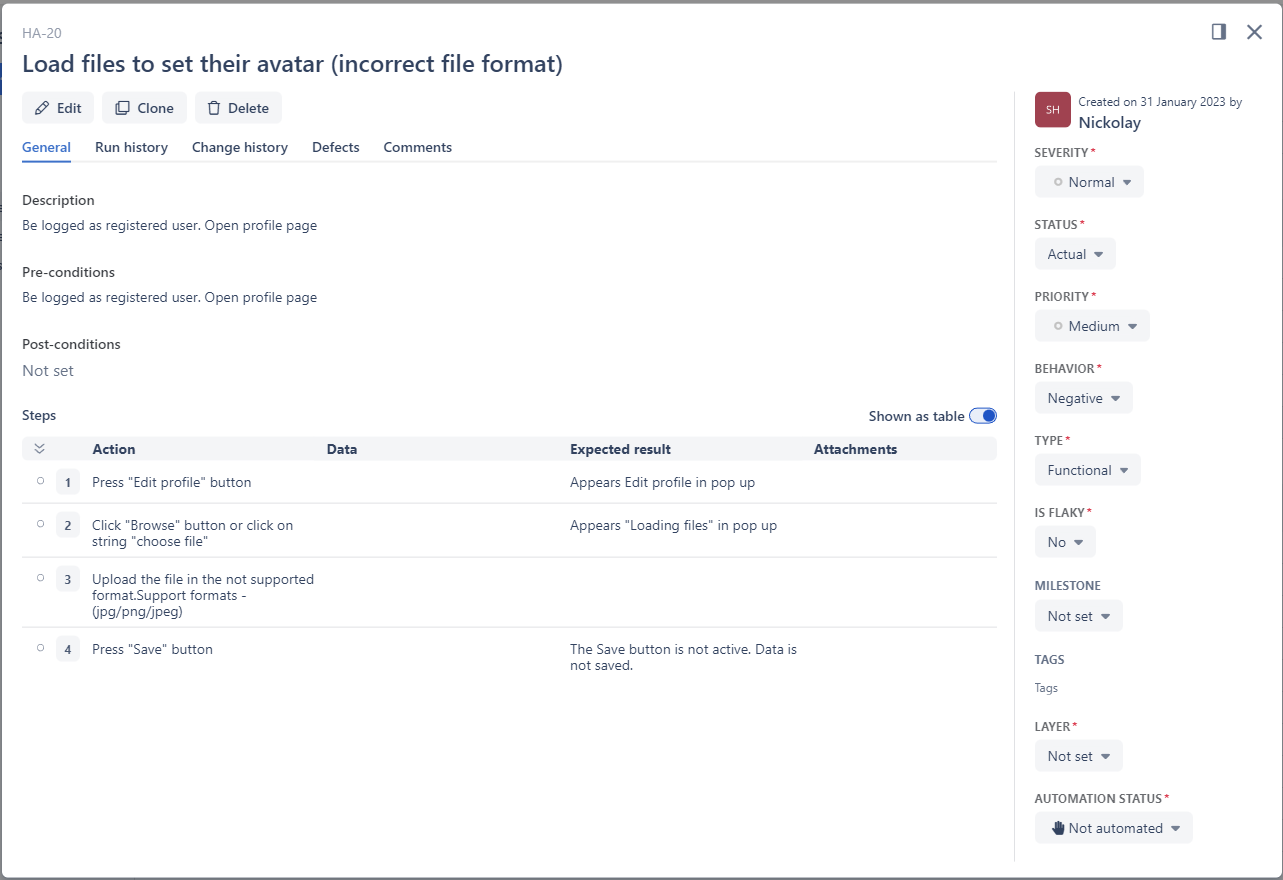 HA-20
Load files to set their avatar (incorrect file format)
Edit
Clone
Delete
General
Run history
Change history
Defects
Comments
Description
Be logged as registered user. Open profile page
Pre-conditions
Be logged as registered user. Open profile page
Post-conditions
Not set
Steps
Shown as table
Action
Data
Expected result
Attachments
1
Press "Edit profile" button
Appears Edit profile in pop up
2
Click "Browse" button or click on
string "choose file"
Appears "Loading files" in pop up
3
Upload the file in the not supported
format.Support formats -
(jpg/png/jpeg)
4
Press "Save" button
The Save button is not active. Data is
not saved.
SH
Created on 31 January 2023 by
Nickolay
SEVERITY*
Normal
STATUS*
Actual
PRIORITY*
Medium
BEHAVIOR*
Negative
TYPE*
Functional
IS FLAKY*
No
MILESTONE
Not set
TAGS
Tags
LAYER*
Not set
AUTOMATION STATUS*
Not automated